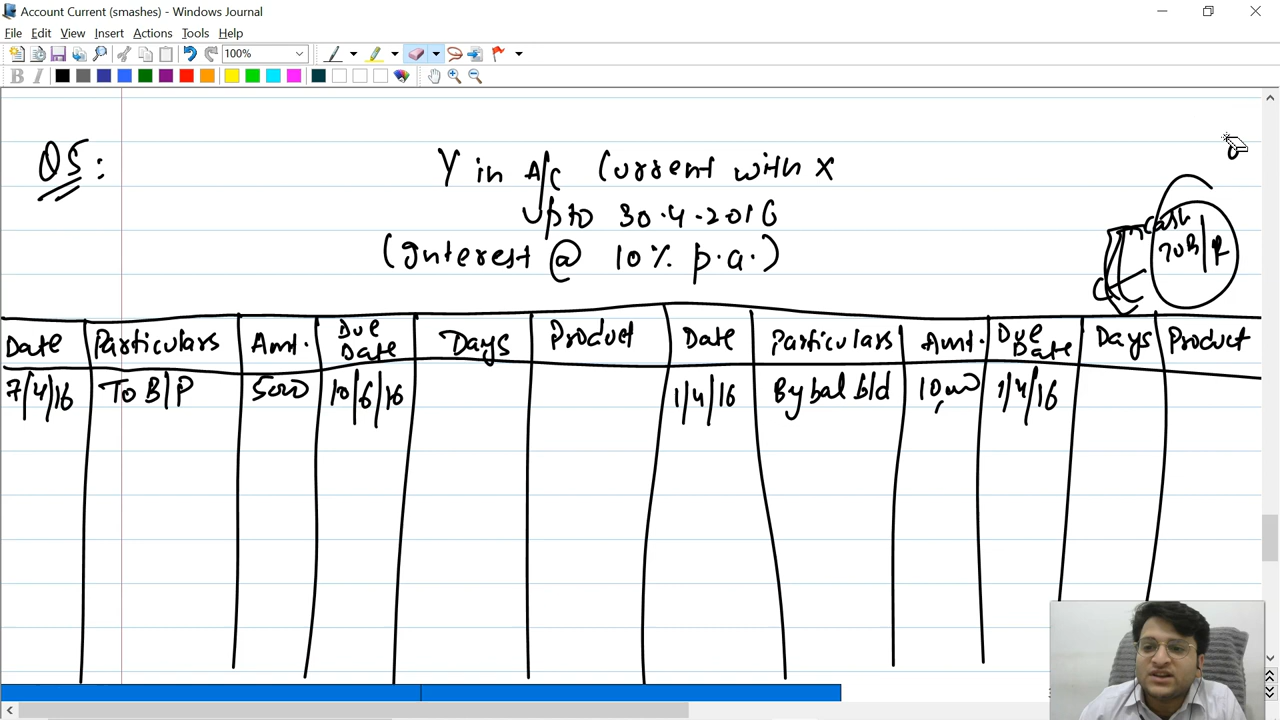 Account Current (smashes) - Windows Journal
File Edit View Insert Actions Tools Help
100%
B I
Q5:
Y in A/C Current with X
upto 30.4.2016
(Interest @ 10% p.a.)
Cash
B/R
Date Particulars Amt. Due Date Days Product Date Particulars Amt. Due Date Days Product
7/4/16 To B/P 5000 10/6/16 1/4/16 By bal b/d 10,000 1/4/16